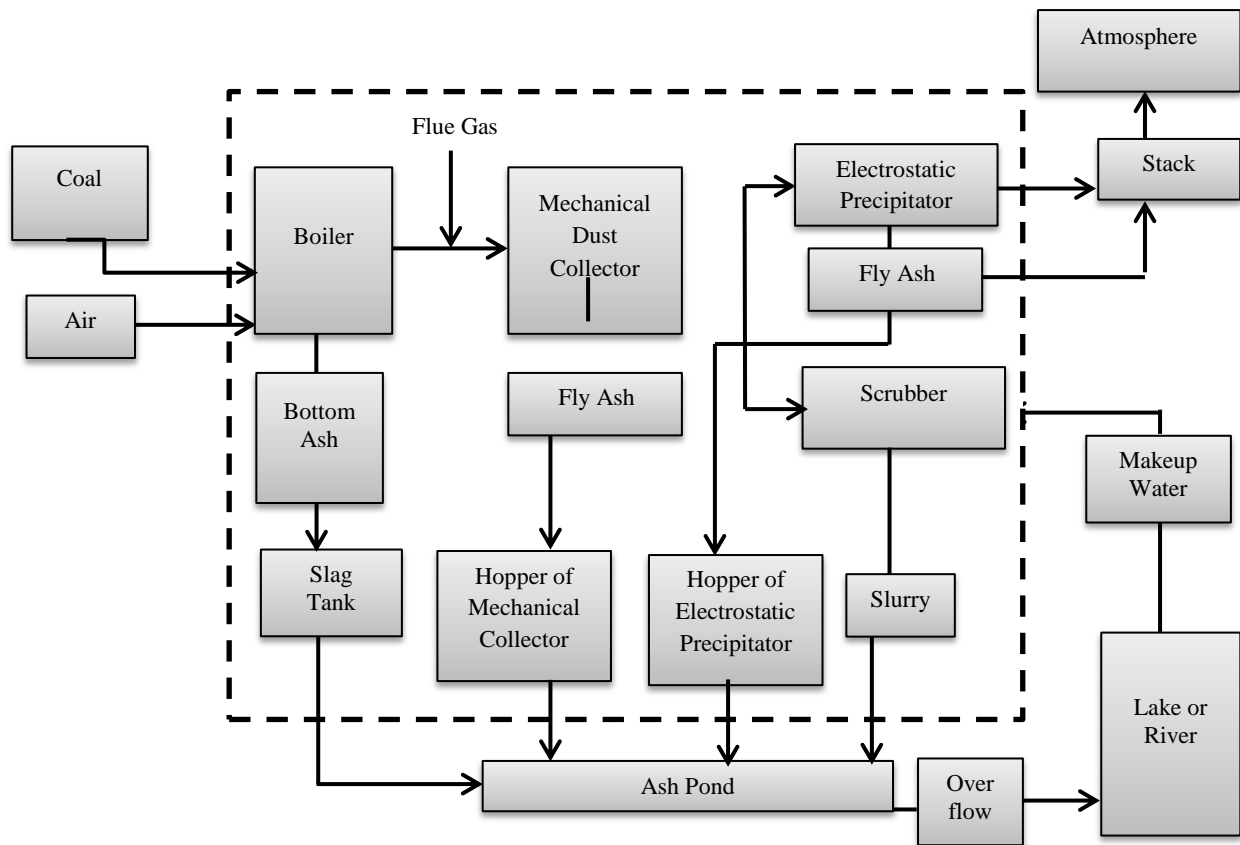 Atmosphere
Flue Gas
Coal
Boiler
Mechanical
Dust
Collector
Electrostatic
Precipitator
Stack
Air
Fly Ash
Bottom
Ash
Fly Ash
Scrubber
Makeup
Water
Slag
Tank
Hopper of
Mechanical
Collector
Hopper of
Electrostatic
Precipitator
Slurry
Lake or
River
Ash Pond
Over
flow